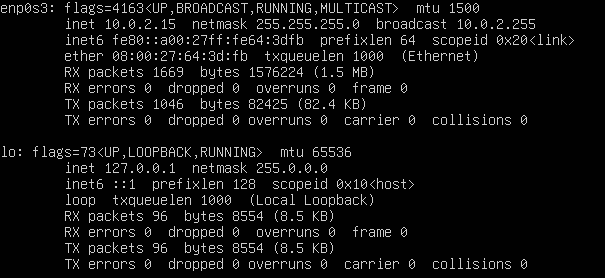 enp0s3: flags=4163<UP,BROADCAST,RUNNING,MULTICAST>  mtu 1500
        inet 10.0.2.15  netmask 255.255.255.0  broadcast 10.0.2.255
        inet6 fe80::a00:27ff:fe64:3dfb  prefixlen 64  scopeid 0x20<link>
        ether 08:00:27:64:3d:fb  txqueuelen 1000  (Ethernet)
        RX packets 1669  bytes 1576224 (1.5 MB)
        RX errors 0  dropped 0  overruns 0  frame 0
        TX packets 1046  bytes 82425 (82.4 KB)
        TX errors 0  dropped 0 overruns 0  carrier 0  collisions 0

lo: flags=73<UP,LOOPBACK,RUNNING>  mtu 65536
        inet 127.0.0.1  netmask 255.0.0.0
        inet6 ::1  prefixlen 128  scopeid 0x10<host>
        loop  txqueuelen 1000  (Local Loopback)
        RX packets 96  bytes 8554 (8.5 KB)
        RX errors 0  dropped 0  overruns 0  frame 0
        TX packets 96  bytes 8554 (8.5 KB)
        TX errors 0  dropped 0 overruns 0  carrier 0  collisions 0